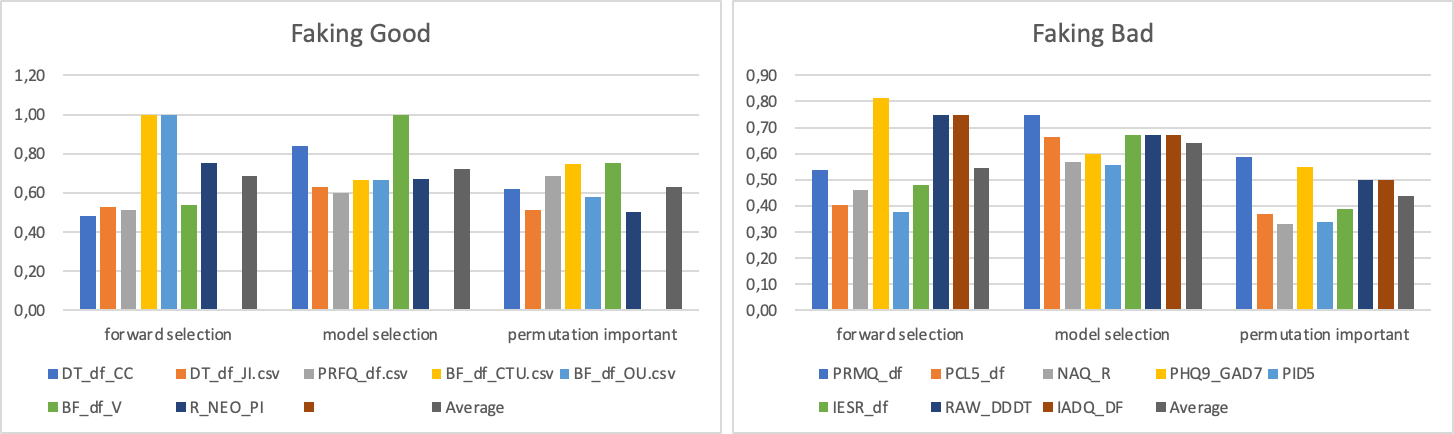 Faking Good
1,20
1,00
0,80
0,60
0,40
0,20
0,00
forward selection model selection permutation important
DT_df_CC DT_df_JI.csv PRFQ_df.csv BF_df_CTU.csv BF_df_OU.csv
BF_df_V R_NEO_PI Average
Faking Bad
0,90
0,80
0,70
0,60
0,50
0,40
0,30
0,20
0,10
0,00
forward selection model selection permutation important
PRMQ_df PCL5_df NAQ_R PHQ9_GAD7 PID5
IESR_df RAW_DDDT IADQ_DF Average